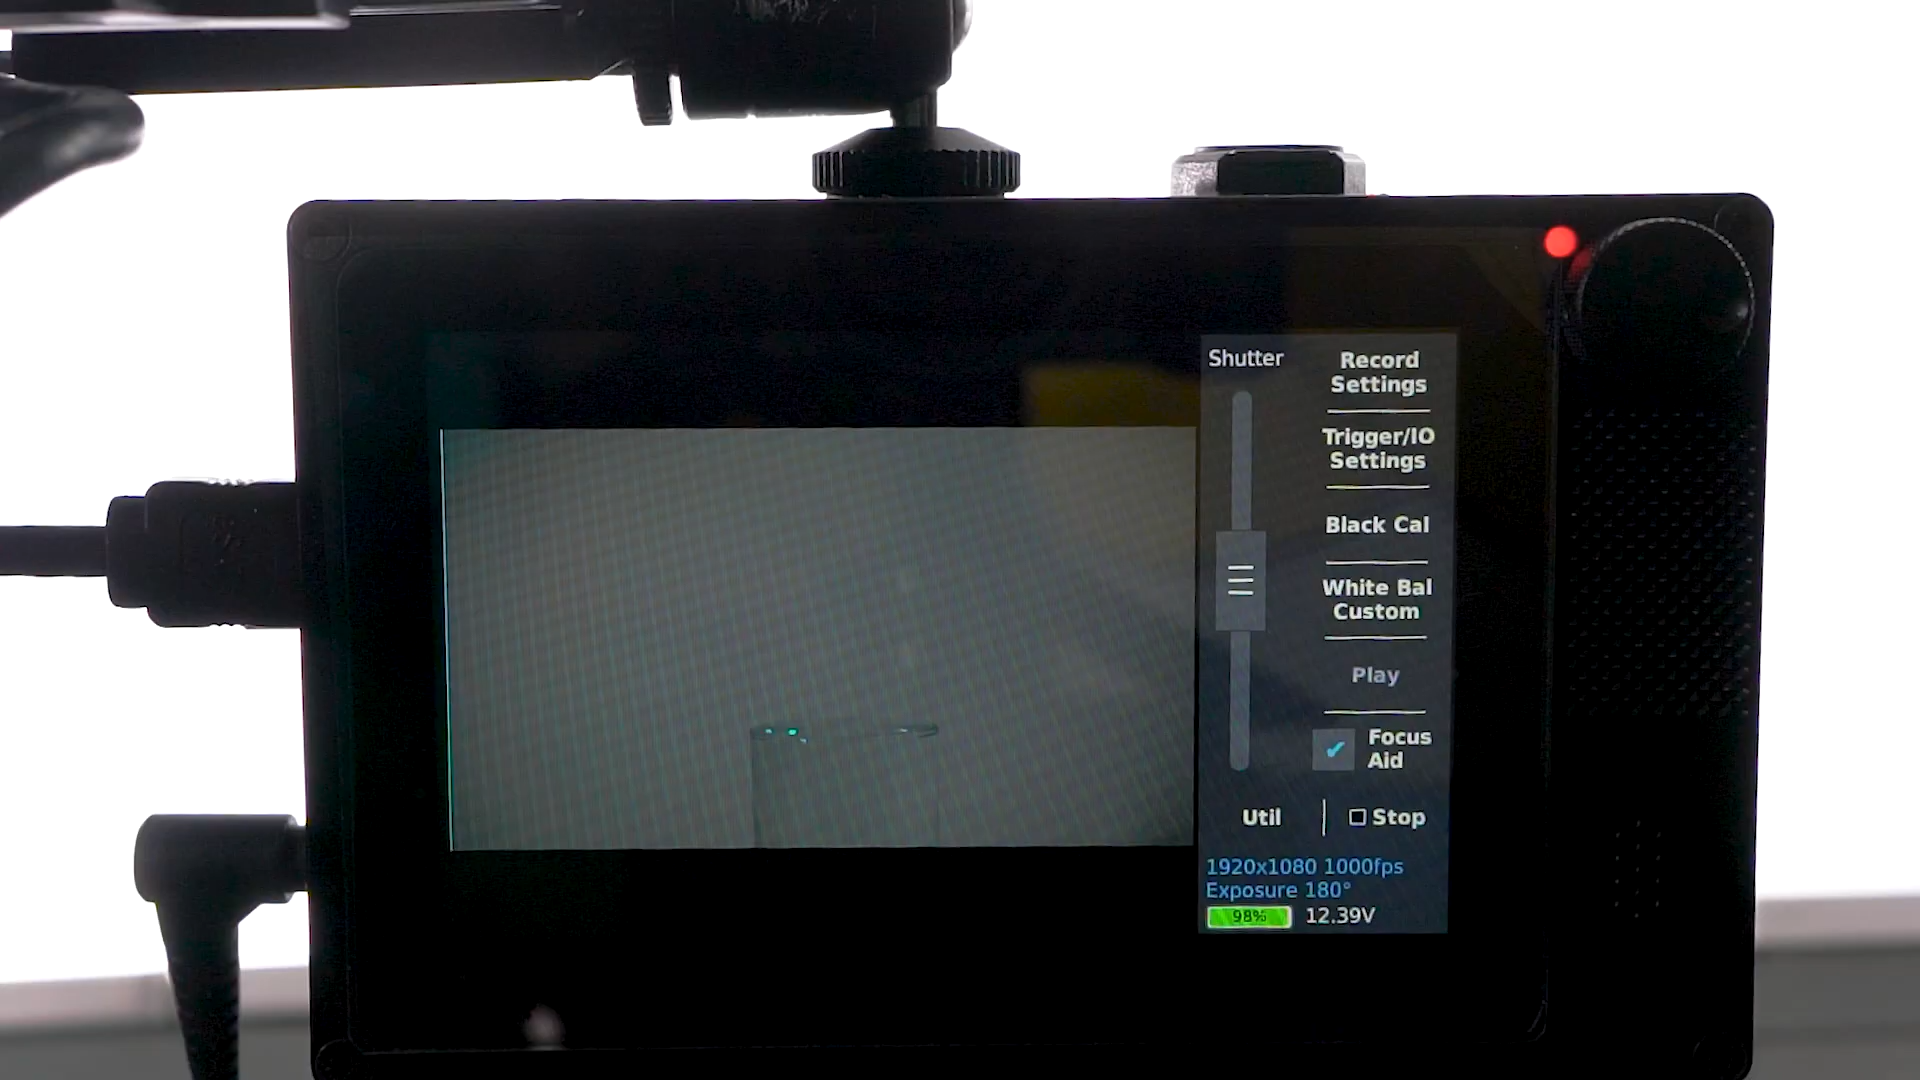 Shutter
Record
Settings
Trigger/IO
Settings
Black Cal
White Bal
Custom
Play
Focus
Aid
Util
Stop
1920x1080 1000fps
Exposure 180°
98% 12.39V